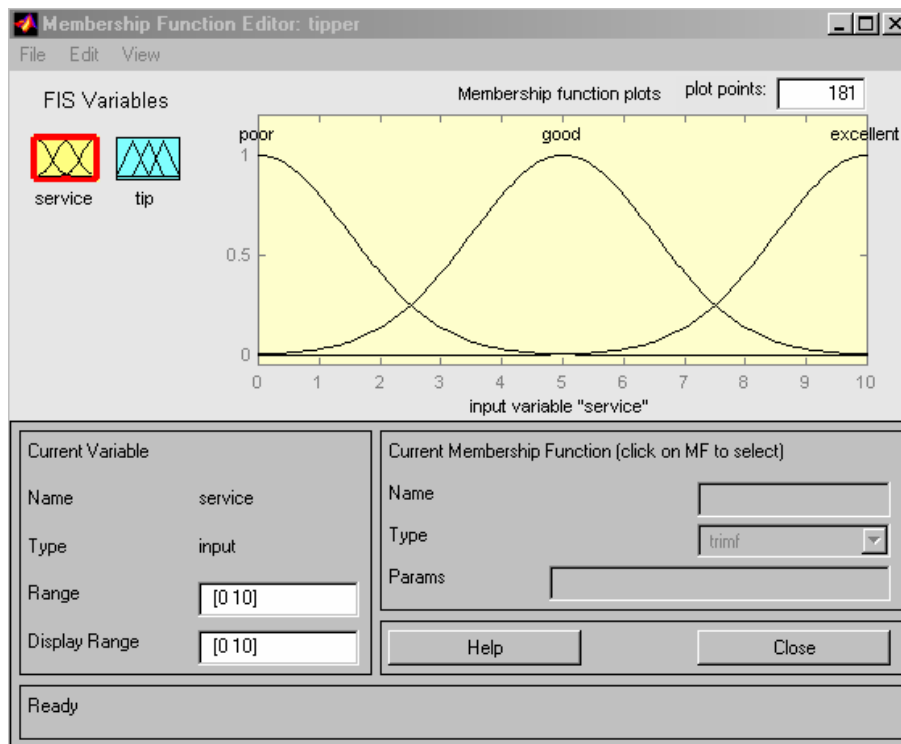 Membership Function Editor: tipper
File Edit View
FIS Variables
service
tip
Membership function plots
plot points:
181
poor
good
excellent
1
0.5
0
0 1 2 3 4 5 6 7 8 9 10
input variable "service"
Current Variable
Name service
Type input
Range [0 10]
Display Range [0 10]
Current Membership Function (click on MF to select)
Name
Type trimf
Params
Help
Close
Ready